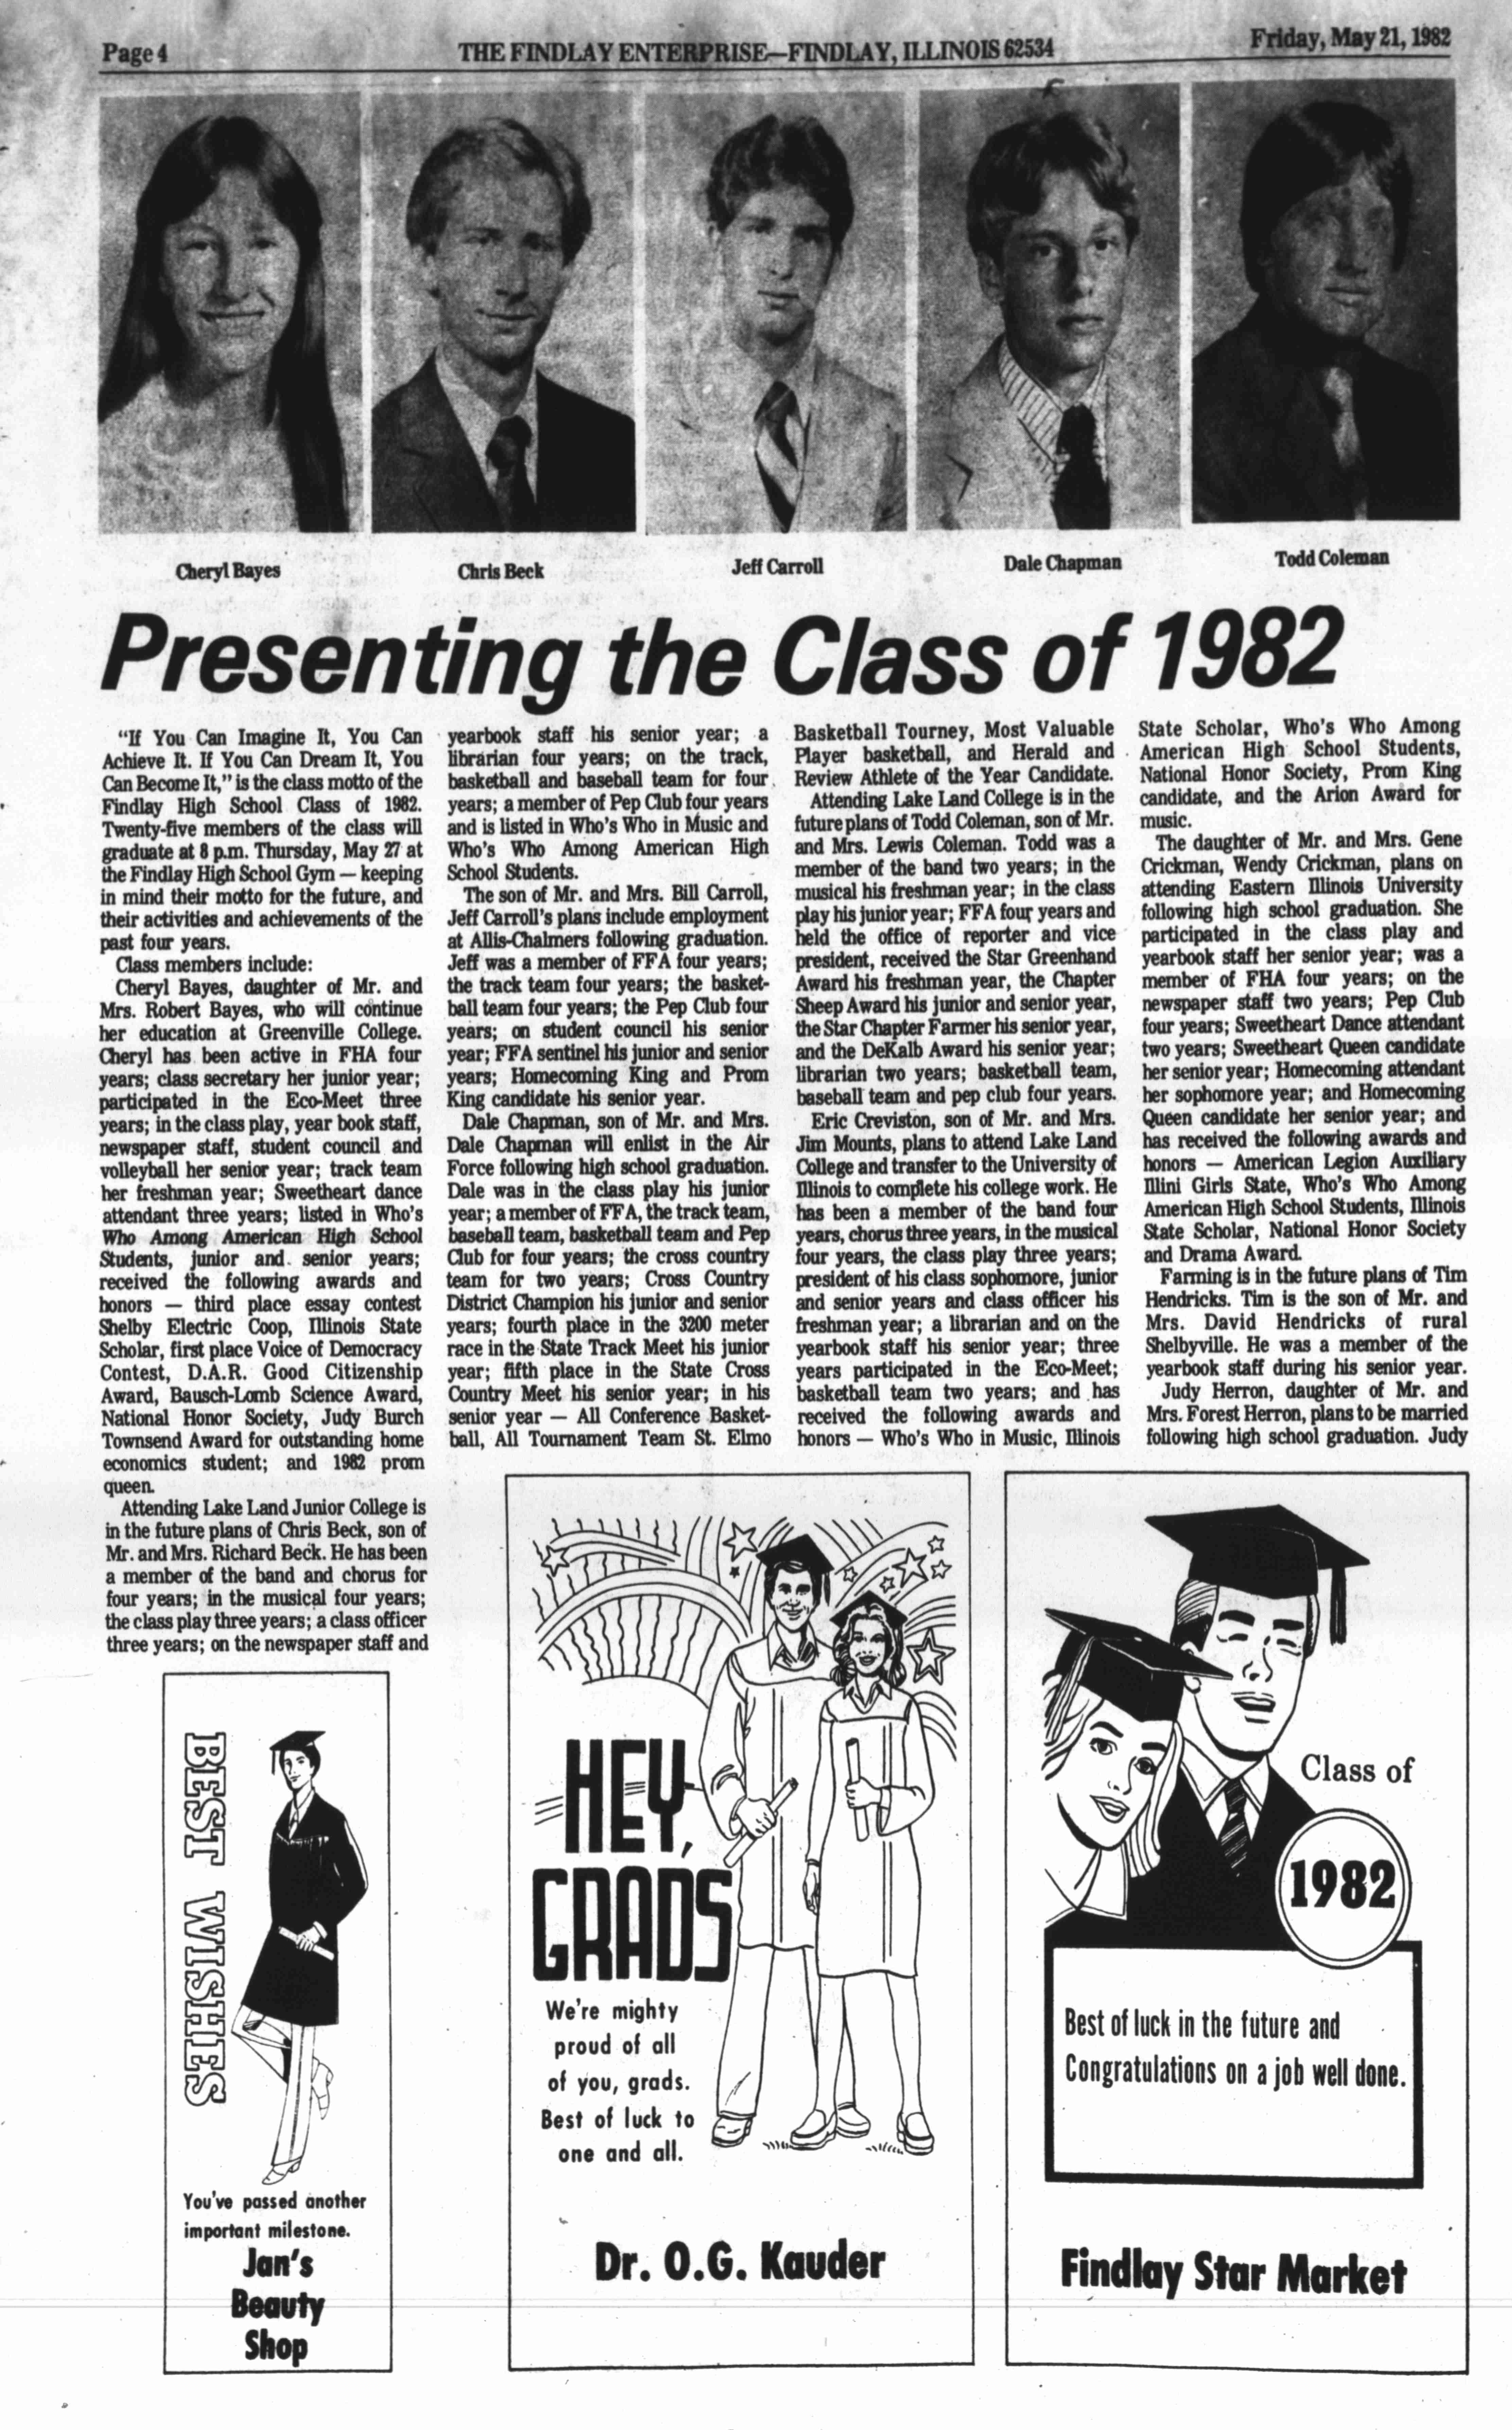 Page 4
THE FINDLAY ENTERPRISE—FINDLAY, ILLINOIS 62534
Friday, May 21, 1982
Cheryl Bayes
Chris Beck
Jeff Carroll
Dale Chapman
Todd Coleman
Presenting the Class of 1982
"If You Can Imagine It, You Can
Achieve It. If You Can Dream It, You
Can Become It," is the class motto of the
Findlay High School Class of 1982.
Twenty-five members of the class will
graduate at 8 p.m. Thursday, May 27 at
the Findlay High School Gym — keeping
in mind their motto for the future, and
their activities and achievements of the
past four years.
Class members include:
Cheryl Bayes, daughter of Mr. and
Mrs. Robert Bayes, who will continue
her education at Greenville College.
Cheryl has been active in FHA four
years; class secretary her junior year;
participated in the Eco-Meet three
years; in the class play, year book staff,
newspaper staff, student council and
volleyball her senior year; track team
her freshman year; Sweetheart dance
attendant three years; listed in Who's
Who Among American High School
Students, junior and senior years;
received the following awards and
honors — third place essay contest
Shelby Electric Coop, Illinois State
Scholar, first place Voice of Democracy
Contest, D.A.R. Good Citizenship
Award, Bausch-Lomb Science Award,
National Honor Society, Judy Burch
Townsend Award for outstanding home
economics student; and 1982 prom
queen.
Attending Lake Land Junior College is
in the future plans of Chris Beck, son of
Mr. and Mrs. Richard Beck. He has been
a member of the band and chorus for
four years; in the musical four years;
the class play three years; a class officer
three years; on the newspaper staff and
yearbook staff his senior year; a
librarian four years; on the track,
basketball and baseball team for four
years; a member of Pep Club four years
and is listed in Who's Who in Music and
Who's Who Among American High
School Students.
The son of Mr. and Mrs. Bill Carroll,
Jeff Carroll's plans include employment
at Allis-Chalmers following graduation.
Jeff was a member of FFA four years;
the track team four years; the basket-
ball team four years; the Pep Club four
years; on student council his senior
year; FFA sentinel his junior and senior
years; Homecoming King and Prom
King candidate his senior year.
Dale Chapman, son of Mr. and Mrs.
Dale Chapman will enlist in the Air
Force following high school graduation.
Dale was in the class play his junior
year; a member of FFA, the track team,
baseball team, basketball team and Pep
Club for four years; the cross country
team for two years; Cross Country
District Champion his junior and senior
years; fourth place in the 3200 meter
race in the State Track Meet his junior
year; fifth place in the State Cross
Country Meet his senior year; in his
senior year — All Conference Basket-
ball, All Tournament Team St. Elmo
Basketball Tourney, Most Valuable
Player basketball, and Herald and
Review Athlete of the Year Candidate.
Attending Lake Land College is in the
future plans of Todd Coleman, son of Mr.
and Mrs. Lewis Coleman. Todd was a
member of the band two years; in the
musical his freshman year; in the class
play his junior year; FFA four years and
held the office of reporter and vice
president, received the Star Greenhand
Award his freshman year, the Chapter
Sheep Award his junior and senior year,
the Star Chapter Farmer his senior year,
and the DeKalb Award his senior year;
librarian two years; basketball team,
baseball team and pep club four years.
Eric Creviston, son of Mr. and Mrs.
Jim Mounts, plans to attend Lake Land
College and transfer to the University of
Illinois to complete his college work. He
has been a member of the band four
years, chorus three years, in the musical
four years, the class play three years;
president of his class sophomore, junior
and senior years and class officer his
freshman year; a librarian and on the
yearbook staff his senior year; three
years participated in the Eco-Meet;
basketball team two years; and has
received the following awards and
honors — Who's Who in Music, Illinois
State Scholar, Who's Who Among
American High School Students,
National Honor Society, Prom King
candidate, and the Arion Award for
music.
The daughter of Mr. and Mrs. Gene
Crickman, Wendy Crickman, plans on
attending Eastern Illinois University
following high school graduation. She
participated in the class play and
yearbook staff her senior year; was a
member of FHA four years; on the
newspaper staff two years; Pep Club
four years; Sweetheart Dance attendant
two years; Sweetheart Queen candidate
her senior year; Homecoming attendant
her sophomore year; and Homecoming
Queen candidate her senior year; and
has received the following awards and
honors — American Legion Auxiliary
Illini Girls State, Who's Who Among
American High School Students, Illinois
State Scholar, National Honor Society
and Drama Award.
Farming is in the future plans of Tim
Hendricks. Tim is the son of Mr. and
Mrs. David Hendricks of rural
Shelbyville. He was a member of the
yearbook staff during his senior year.
Judy Herron, daughter of Mr. and
Mrs. Forest Herron, plans to be married
following high school graduation. Judy
BEST WISHES
You've passed another
important milestone.
Jan's
Beauty
Shop
HEY,
GRADS
We're mighty
proud of all
of you, grads.
Best of luck to
one and all.
Dr. O.G. Kauder
Class of
1982
Best of luck in the future and
Congratulations on a job well done.
Findlay Star Market